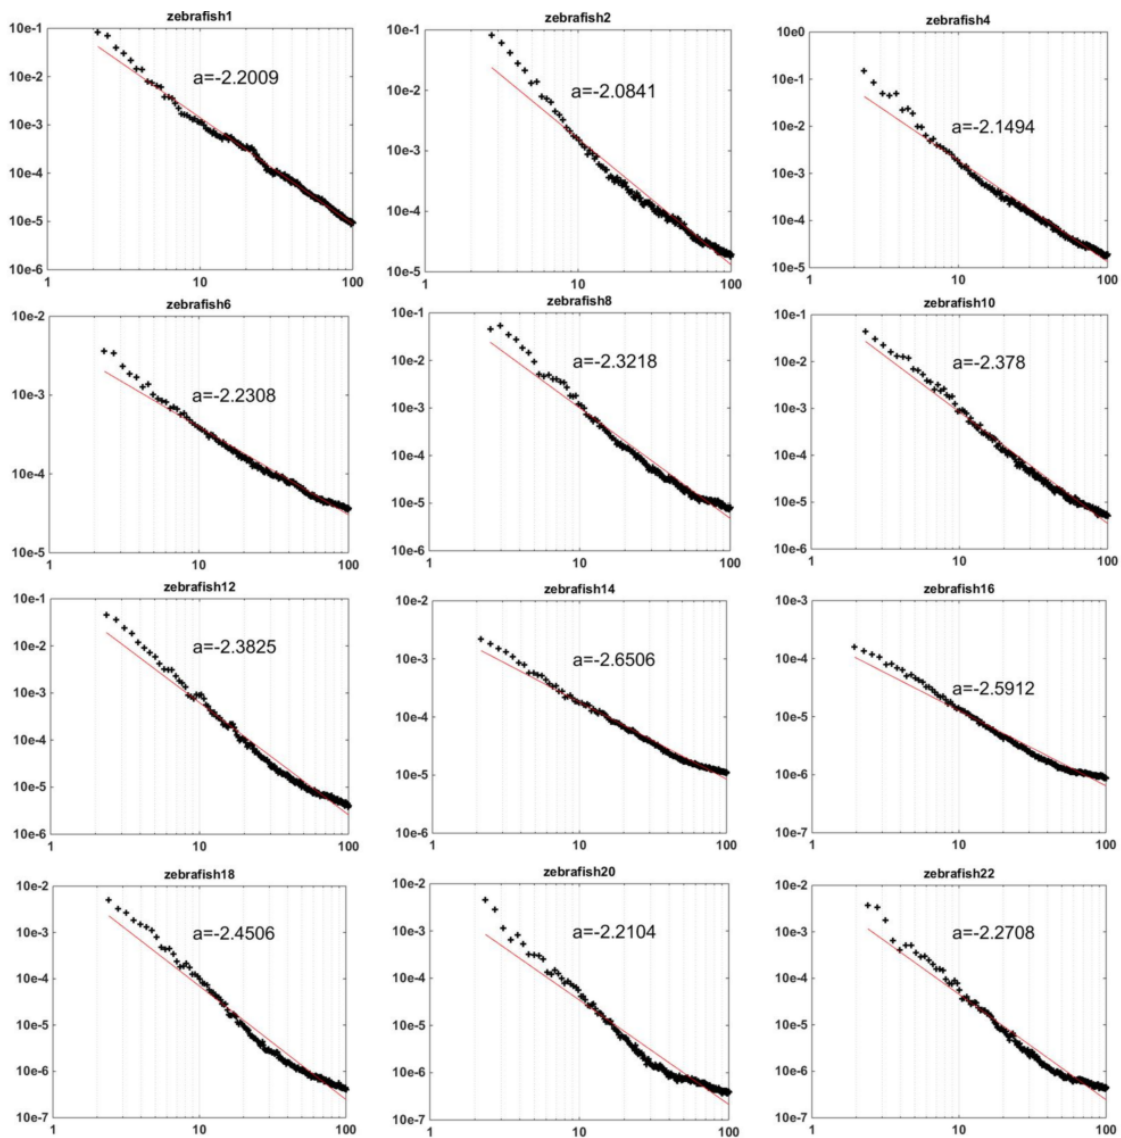 zebrafish1
10e-1
10e-2
10e-3
10e-4
10e-5
10e-6
1 10 100
a=-2.2009
zebrafish2
10e-1
10e-2
10e-3
10e-4
10e-5
1 10 100
a=-2.0841
zebrafish4
10e0
10e-1
10e-2
10e-3
10e-4
10e-5
1 10 100
a=-2.1494
zebrafish6
10e-2
10e-3
10e-4
10e-5
1 10 100
a=-2.2308
zebrafish8
10e-1
10e-2
10e-3
10e-4
10e-5
10e-6
1 10 100
a=-2.3218
zebrafish10
10e-1
10e-2
10e-3
10e-4
10e-5
10e-6
1 10 100
a=-2.378
zebrafish12
10e-1
10e-2
10e-3
10e-4
10e-5
10e-6
1 10 100
a=-2.3825
zebrafish14
10e-2
10e-3
10e-4
10e-5
10e-6
1 10 100
a=-2.6506
zebrafish16
10e-3
10e-4
10e-5
10e-6
10e-7
1 10 100
a=-2.5912
zebrafish18
10e-2
10e-3
10e-4
10e-5
10e-6
10e-7
1 10 100
a=-2.4506
zebrafish20
10e-2
10e-3
10e-4
10e-5
10e-6
10e-7
1 10 100
a=-2.2104
zebrafish22
10e-2
10e-3
10e-4
10e-5
10e-6
10e-7
1 10 100
a=-2.2708